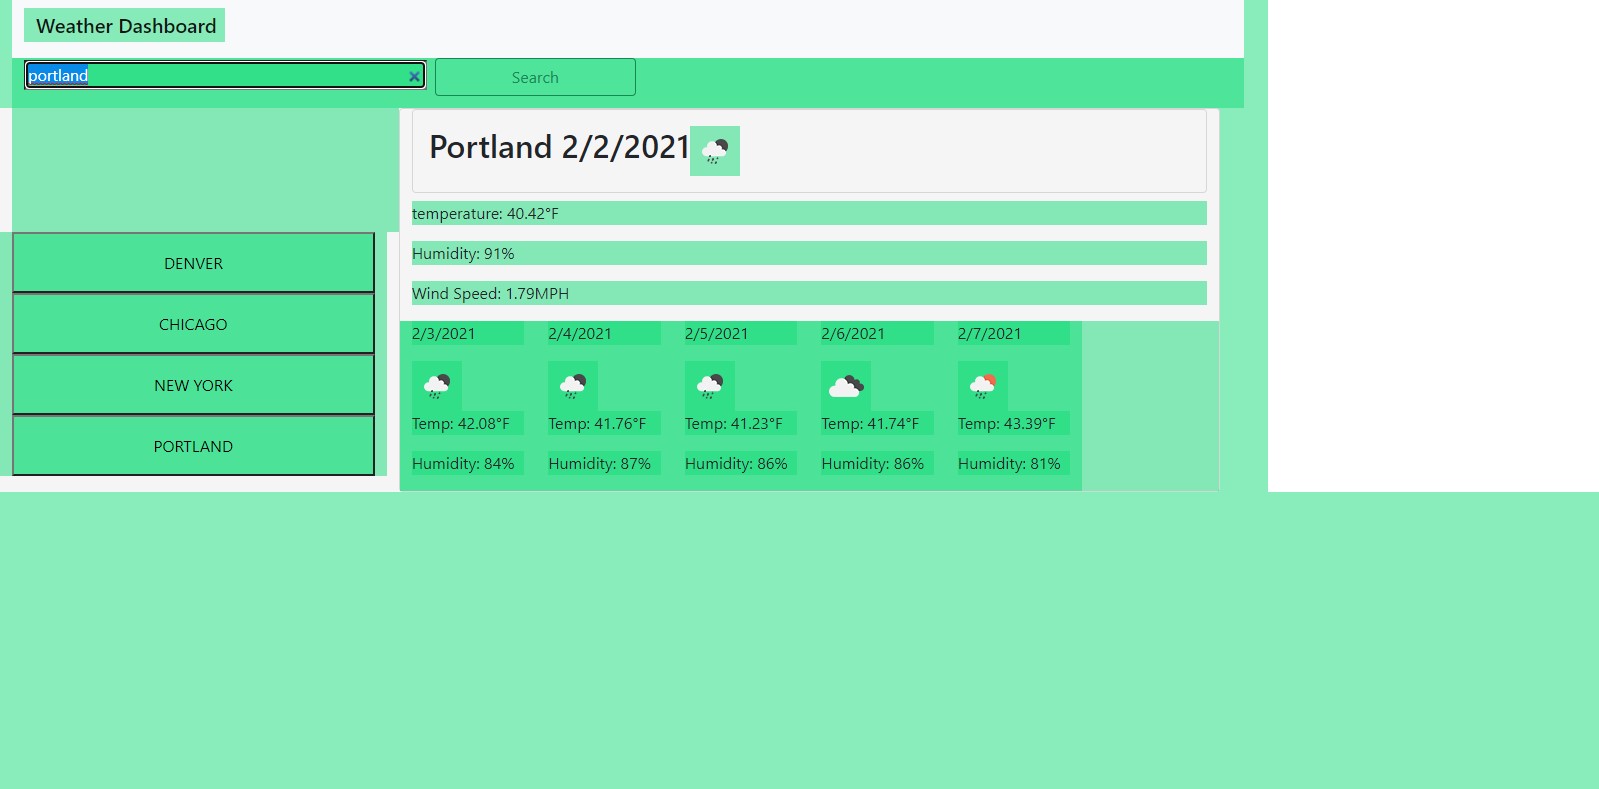 Weather Dashboard
portland
Search
Portland 2/2/2021
temperature: 40.42°F
Humidity: 91%
Wind Speed: 1.79MPH
DENVER
CHICAGO
NEW YORK
PORTLAND
2/3/2021 2/4/2021 2/5/2021 2/6/2021 2/7/2021
Temp: 42.08°F Temp: 41.76°F Temp: 41.23°F Temp: 41.74°F Temp: 43.39°F
Humidity: 84% Humidity: 87% Humidity: 86% Humidity: 86% Humidity: 81%